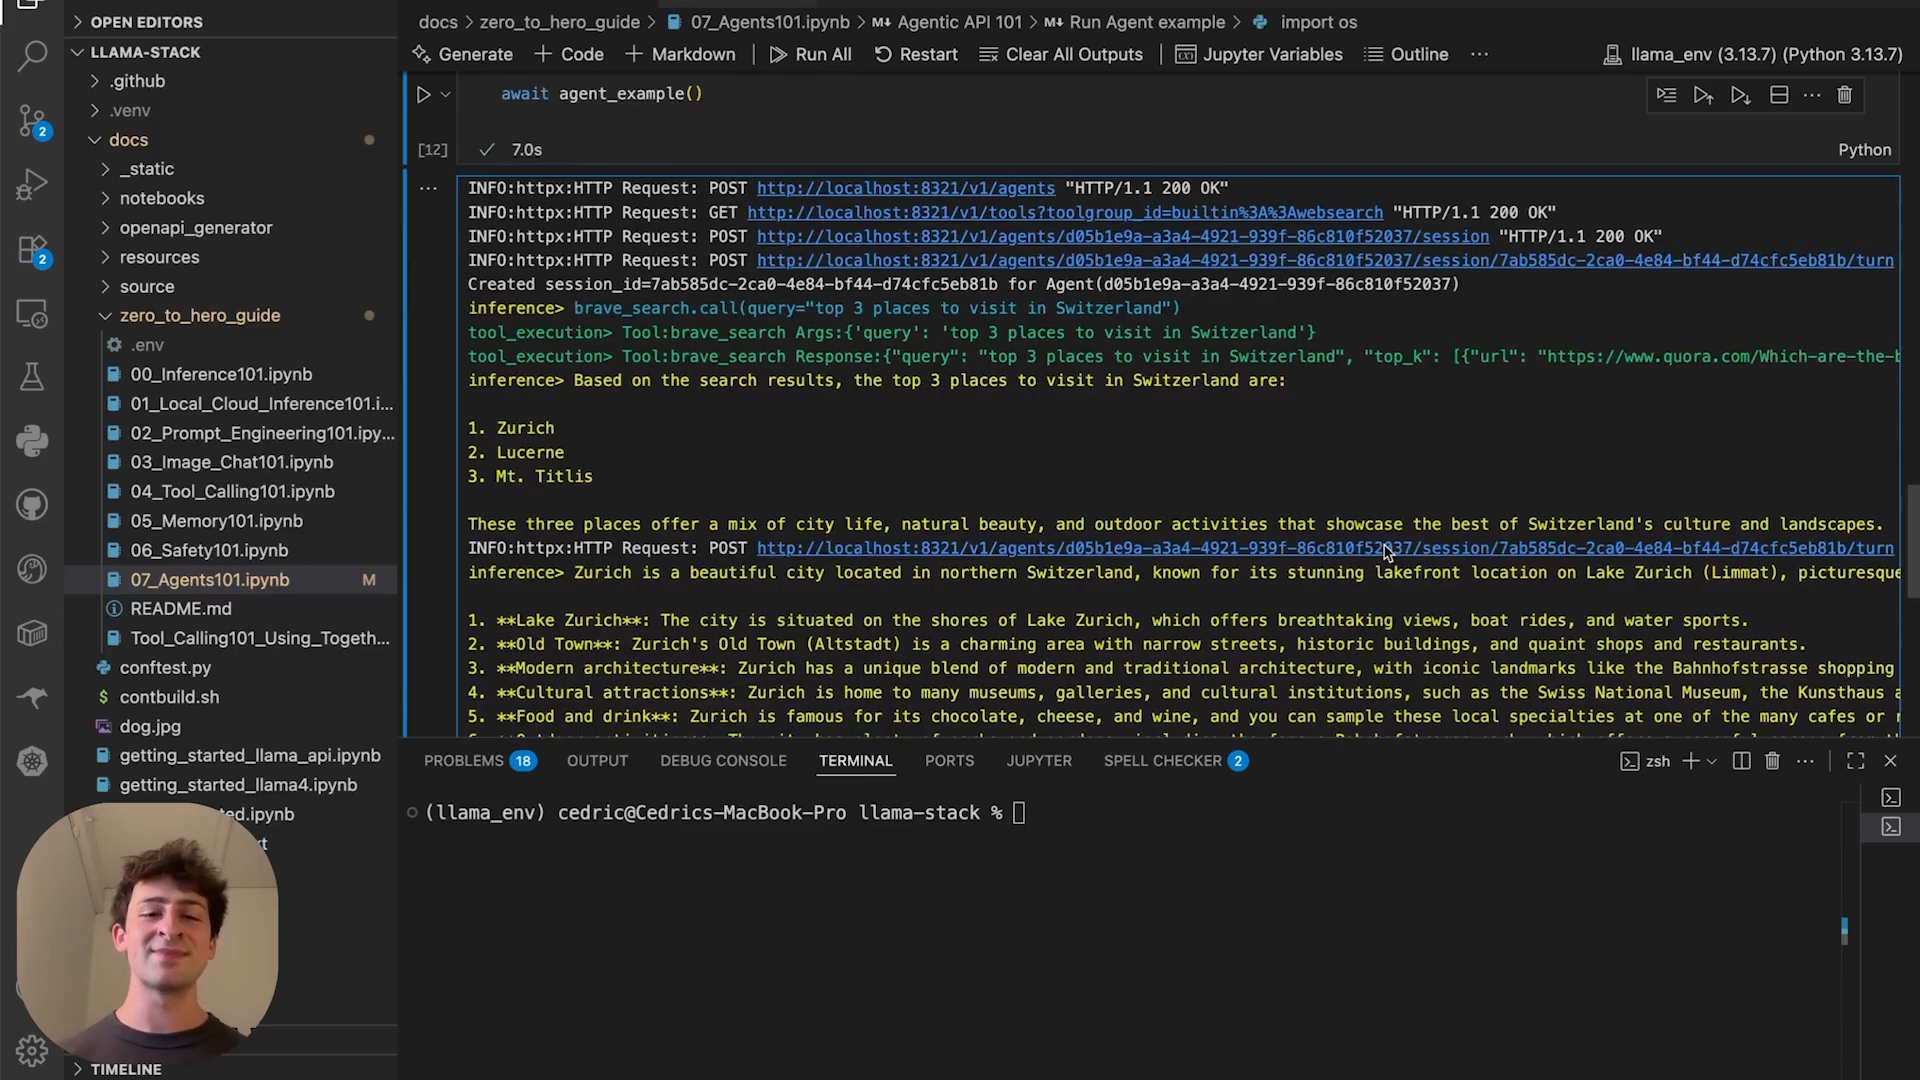 OPEN EDITORS
LLAMA-STACK
.github
.venv
docs
_static
notebooks
openapi_generator
resources
source
zero_to_hero_guide
.env
00_Inference101.ipynb
01_Local_Cloud_Inference101.i...
02_Prompt_Engineering101.ipy...
03_Image_Chat101.ipynb
04_Tool_Calling101.ipynb
05_Memory101.ipynb
06_Safety101.ipynb
07_Agents101.ipynb M
README.md
Tool_Calling101_Using_Togeth...
conftest.py
contbuild.sh
dog.jpg
getting_started_llama_api.ipynb
getting_started_llama4.ipynb
ed.ipynb
xt
TIMELINE
2
2
docs > zero_to_hero_guide > 07_Agents101.ipynb > M↓ Agentic API 101 > M↓ Run Agent example > import os
Generate + Code + Markdown Run All Restart Clear All Outputs Jupyter Variables Outline ... llama_env (3.13.7) (Python 3.13.7)
await agent_example()
[12] ✓ 7.0s Python
INFO:httpx:HTTP Request: POST http://localhost:8321/v1/agents "HTTP/1.1 200 OK"
INFO:httpx:HTTP Request: GET http://localhost:8321/v1/tools?toolgroup_id=builtin%3A%3Awebsearch "HTTP/1.1 200 OK"
INFO:httpx:HTTP Request: POST http://localhost:8321/v1/agents/d05b1e9a-a3a4-4921-939f-86c810f52037/session "HTTP/1.1 200 OK"
INFO:httpx:HTTP Request: POST http://localhost:8321/v1/agents/d05b1e9a-a3a4-4921-939f-86c810f52037/session/7ab585dc-2ca0-4e84-bf44-d74cfc5eb81b/turn
Created session_id=7ab585dc-2ca0-4e84-bf44-d74cfc5eb81b for Agent(d05b1e9a-a3a4-4921-939f-86c810f52037)
inference> brave_search.call(query="top 3 places to visit in Switzerland")
tool_execution> Tool:brave_search Args:{'query': 'top 3 places to visit in Switzerland'}
tool_execution> Tool:brave_search Response:{"query": "top 3 places to visit in Switzerland", "top_k": [{"url": "https://www.quora.com/Which-are-the-b
inference> Based on the search results, the top 3 places to visit in Switzerland are:
1. Zurich
2. Lucerne
3. Mt. Titlis
These three places offer a mix of city life, natural beauty, and outdoor activities that showcase the best of Switzerland's culture and landscapes.
INFO:httpx:HTTP Request: POST http://localhost:8321/v1/agents/d05b1e9a-a3a4-4921-939f-86c810f52037/session/7ab585dc-2ca0-4e84-bf44-d74cfc5eb81b/turn
inference> Zurich is a beautiful city located in northern Switzerland, known for its stunning lakefront location on Lake Zurich (Limmat), picturesque
1. **Lake Zurich**: The city is situated on the shores of Lake Zurich, which offers breathtaking views, boat rides, and water sports.
2. **Old Town**: Zurich's Old Town (Altstadt) is a charming area with narrow streets, historic buildings, and quaint shops and restaurants.
3. **Modern architecture**: Zurich has a unique blend of modern and traditional architecture, with iconic landmarks like the Bahnhofstrasse shopping
4. **Cultural attractions**: Zurich is home to many museums, galleries, and cultural institutions, such as the Swiss National Museum, the Kunsthaus a
5. **Food and drink**: Zurich is famous for its chocolate, cheese, and wine, and you can sample these local specialties at one of the many cafes or r
PROBLEMS 18 OUTPUT DEBUG CONSOLE TERMINAL PORTS JUPYTER SPELL CHECKER 2 zsh
(llama_env) cedric@Cedrics-MacBook-Pro llama-stack %